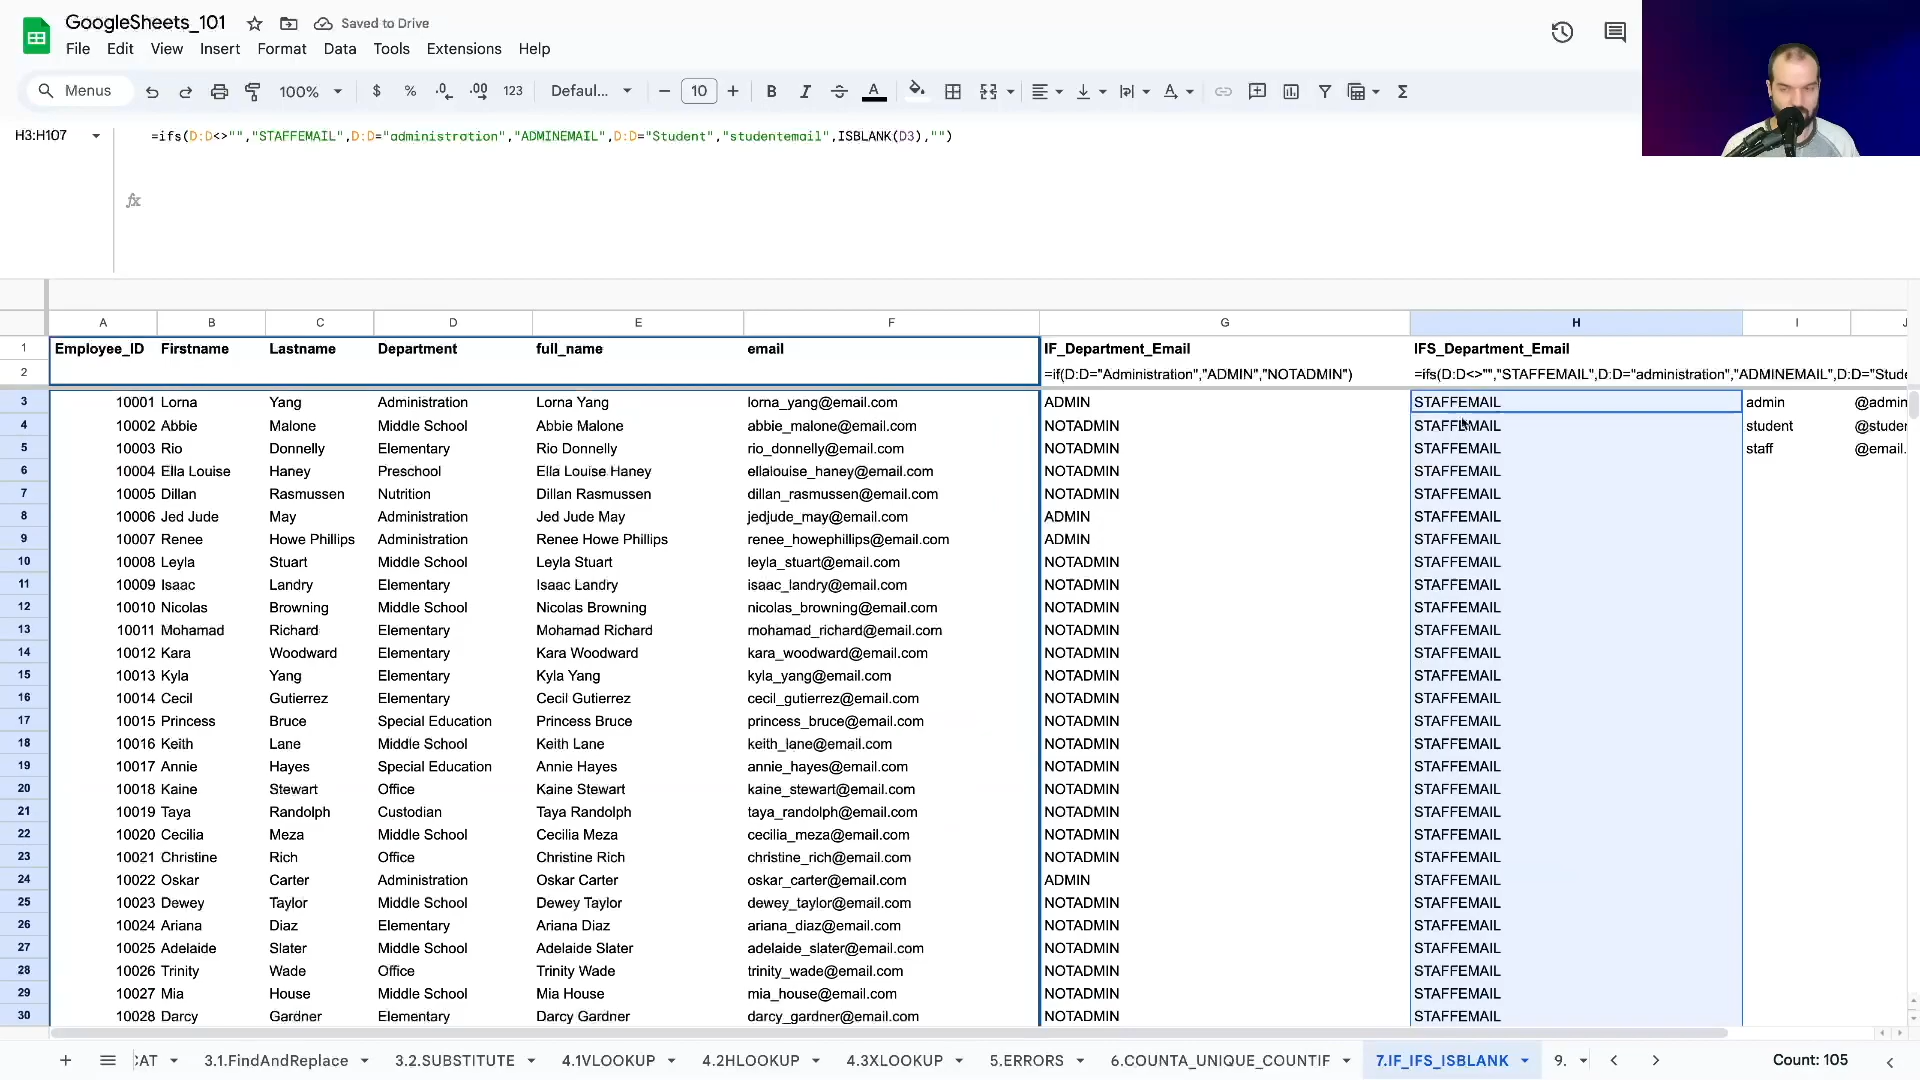 GoogleSheets_101 Saved to Drive
File Edit View Insert Format Data Tools Extensions Help
Menus 100% $ % .0 .00 123 Defaul... 10 B I A Σ
H3:H107 =ifs(D:D<>"","STAFFEMAIL",D:D="administration","ADMINEMAIL",D:D="Student","studentemail",ISBLANK(D3),"")
fx
A B C D E F G H I J
1 Employee_ID Firstname Lastname Department full_name email IF_Department_Email IFS_Department_Email
2 =if(D:D="Administration","ADMIN","NOTADMIN") =ifs(D:D<>"","STAFFEMAIL",D:D="administration","ADMINEMAIL",D:D="Stude
3 10001 Lorna Yang Administration Lorna Yang lorna_yang@email.com ADMIN STAFFEMAIL admin @admin
4 10002 Abbie Malone Middle School Abbie Malone abbie_malone@email.com NOTADMIN STAFFEMAIL student @studer
5 10003 Rio Donnelly Elementary Rio Donnelly rio_donnelly@email.com NOTADMIN STAFFEMAIL staff @email.
6 10004 Ella Louise Haney Preschool Ella Louise Haney ellalouise_haney@email.com NOTADMIN STAFFEMAIL
7 10005 Dillan Rasmussen Nutrition Dillan Rasmussen dillan_rasmussen@email.com NOTADMIN STAFFEMAIL
8 10006 Jed Jude May Administration Jed Jude May jedjude_may@email.com ADMIN STAFFEMAIL
9 10007 Renee Howe Phillips Administration Renee Howe Phillips renee_howephillips@email.com ADMIN STAFFEMAIL
10 10008 Leyla Stuart Middle School Leyla Stuart leyla_stuart@email.com NOTADMIN STAFFEMAIL
11 10009 Isaac Landry Elementary Isaac Landry isaac_landry@email.com NOTADMIN STAFFEMAIL
12 10010 Nicolas Browning Middle School Nicolas Browning nicolas_browning@email.com NOTADMIN STAFFEMAIL
13 10011 Mohamad Richard Elementary Mohamad Richard mohamad_richard@email.com NOTADMIN STAFFEMAIL
14 10012 Kara Woodward Elementary Kara Woodward kara_woodward@email.com NOTADMIN STAFFEMAIL
15 10013 Kyla Yang Elementary Kyla Yang kyla_yang@email.com NOTADMIN STAFFEMAIL
16 10014 Cecil Gutierrez Elementary Cecil Gutierrez cecil_gutierrez@email.com NOTADMIN STAFFEMAIL
17 10015 Princess Bruce Special Education Princess Bruce princess_bruce@email.com NOTADMIN STAFFEMAIL
18 10016 Keith Lane Middle School Keith Lane keith_lane@email.com NOTADMIN STAFFEMAIL
19 10017 Annie Hayes Special Education Annie Hayes annie_hayes@email.com NOTADMIN STAFFEMAIL
20 10018 Kaine Stewart Office Kaine Stewart kaine_stewart@email.com NOTADMIN STAFFEMAIL
21 10019 Taya Randolph Custodian Taya Randolph taya_randolph@email.com NOTADMIN STAFFEMAIL
22 10020 Cecilia Meza Middle School Cecilia Meza cecilia_meza@email.com NOTADMIN STAFFEMAIL
23 10021 Christine Rich Office Christine Rich christine_rich@email.com NOTADMIN STAFFEMAIL
24 10022 Oskar Carter Administration Oskar Carter oskar_carter@email.com ADMIN STAFFEMAIL
25 10023 Dewey Taylor Middle School Dewey Taylor dewey_taylor@email.com NOTADMIN STAFFEMAIL
26 10024 Ariana Diaz Elementary Ariana Diaz ariana_diaz@email.com NOTADMIN STAFFEMAIL
27 10025 Adelaide Slater Middle School Adelaide Slater adelaide_slater@email.com NOTADMIN STAFFEMAIL
28 10026 Trinity Wade Office Trinity Wade trinity_wade@email.com NOTADMIN STAFFEMAIL
29 10027 Mia House Middle School Mia House mia_house@email.com NOTADMIN STAFFEMAIL
30 10028 Darcy Gardner Elementary Darcy Gardner darcy_gardner@email.com NOTADMIN STAFFEMAIL
CAT 3.1.FindAndReplace 3.2.SUBSTITUTE 4.1VLOOKUP 4.2HLOOKUP 4.3XLOOKUP 5.ERRORS 6.COUNTA_UNIQUE_COUNTIF 7.IF_IFS_ISBLANK 9. Count: 105